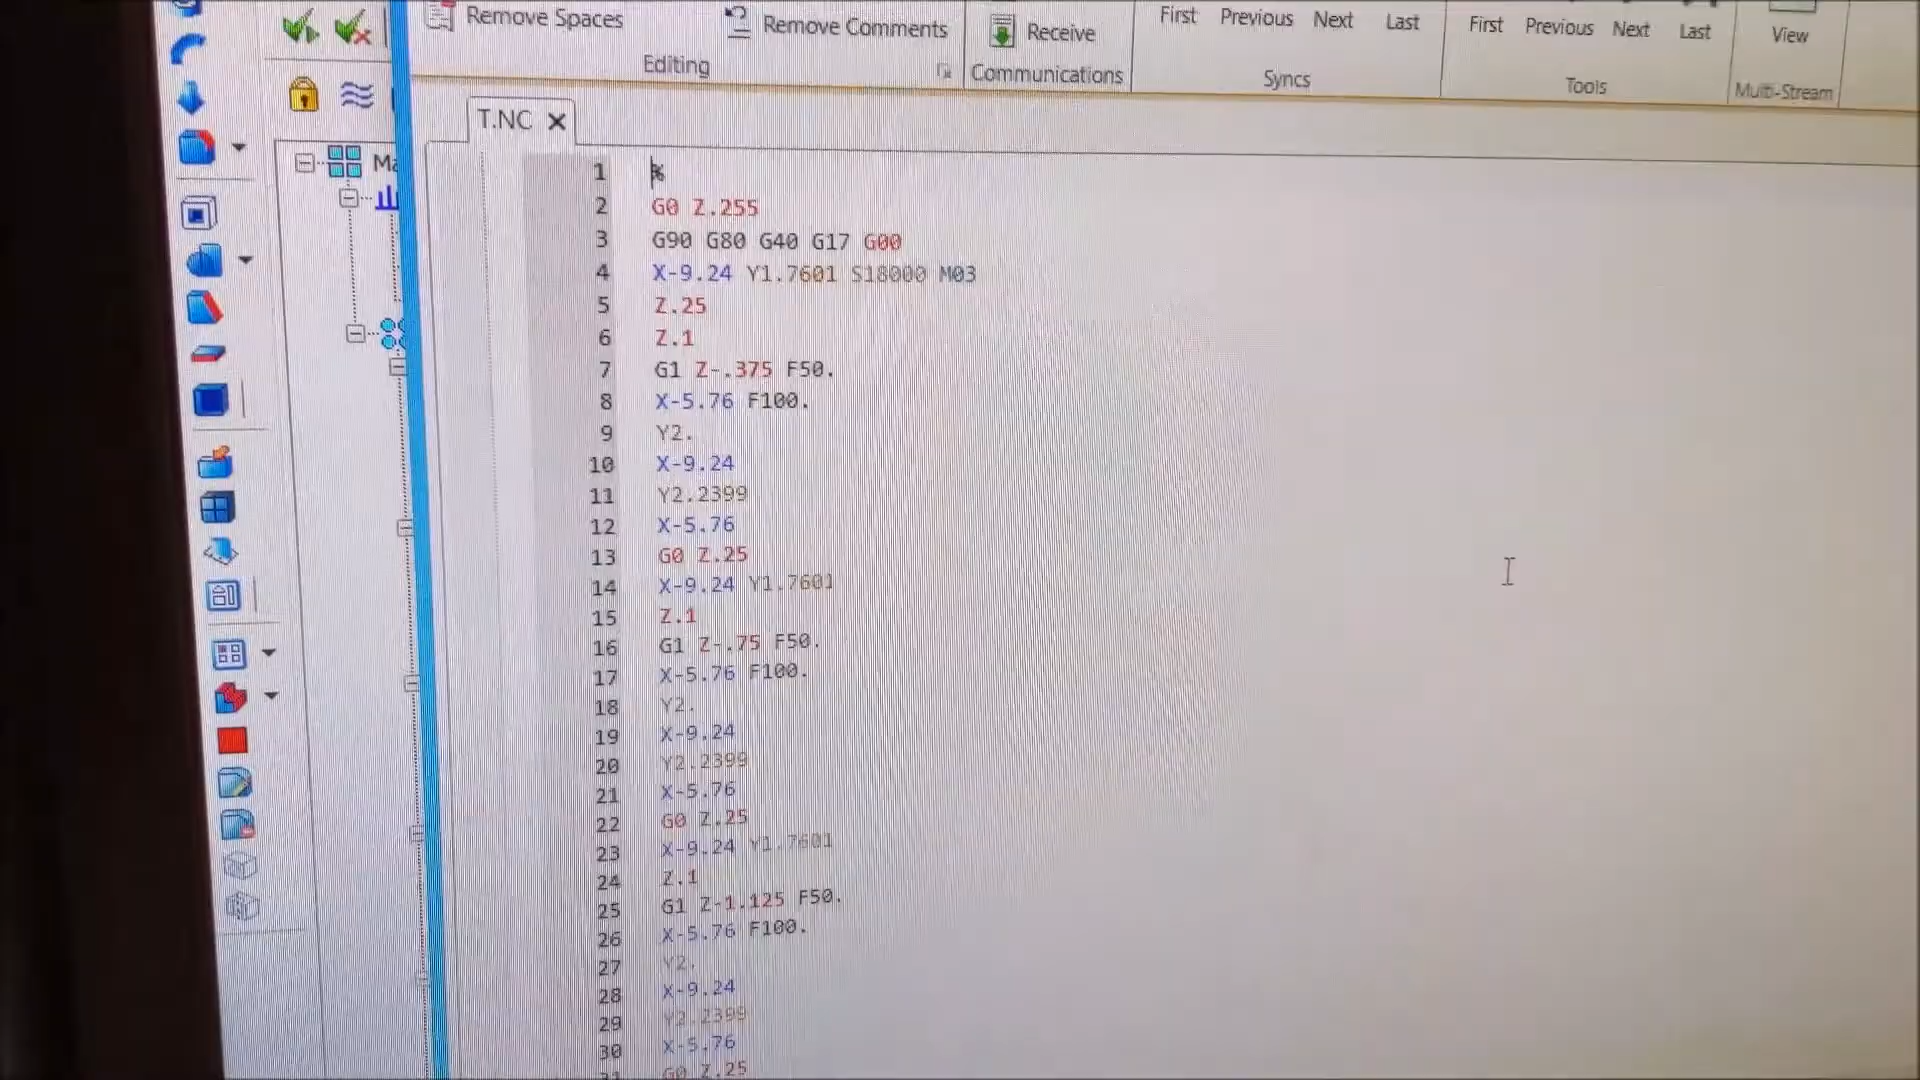 Remove Spaces
Remove Comments
Editing
Receive
Communications
First Previous Next Last
Syncs
First Previous Next Last
Tools
View
Multi-Stream
T.NC
Ma
1 %
2 G0 Z.255
3 G90 G80 G40 G17 G00
4 X-9.24 Y1.7601 S18000 M03
5 Z.25
6 Z.1
7 G1 Z-.375 F50.
8 X-5.76 F100.
9 Y2.
10 X-9.24
11 Y2.2399
12 X-5.76
13 G0 Z.25
14 X-9.24 Y1.7601
15 Z.1
16 G1 Z-.75 F50.
17 X-5.76 F100.
18 Y2.
19 X-9.24
20 Y2.2399
21 X-5.76
22 G0 Z.25
23 X-9.24 Y1.7601
24 Z.1
25 G1 Z-1.125 F50.
26 X-5.76 F100.
27 Y2.
28 X-9.24
29 Y2.2399
30 X-5.76
31 G0 Z.25